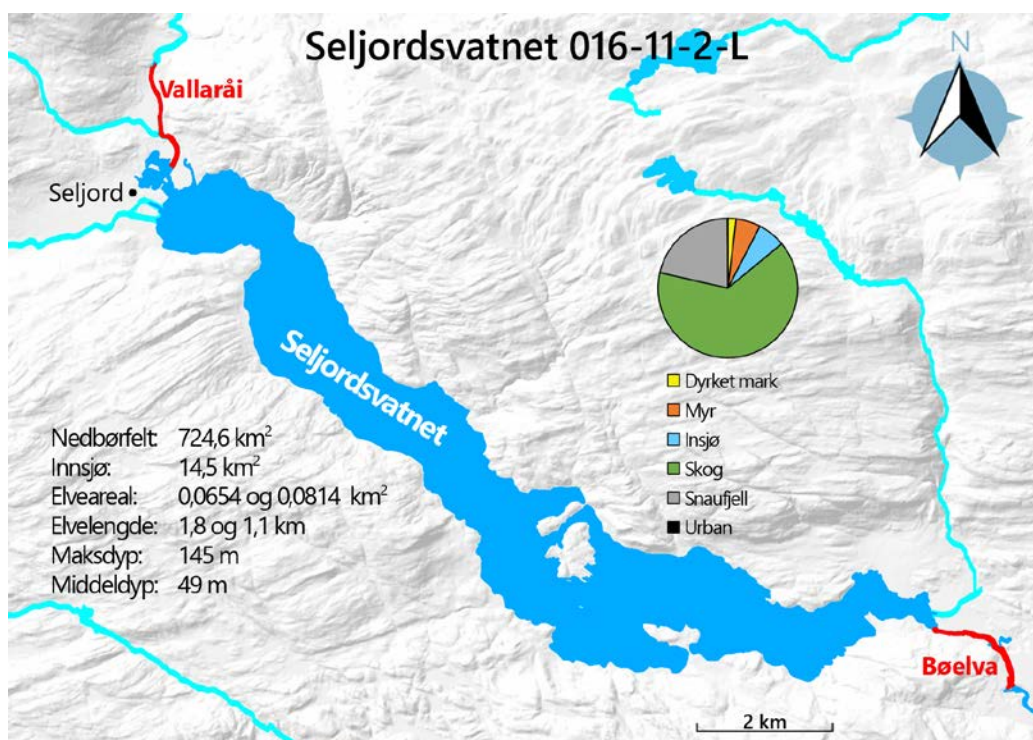 Seljordsvatnet 016-11-2-L
N
Vallaråi
Seljord
Seljordsvatnet
Dyrket mark
Myr
Insjø
Skog
Snaufjell
Urban
Nedbørfelt: 724,6 km²
Innsjø: 14,5 km²
Elveareal: 0,0654 og 0,0814 km²
Elvelengde: 1,8 og 1,1 km
Maksdyp: 145 m
Middeldyp: 49 m
Bøelva
2 km